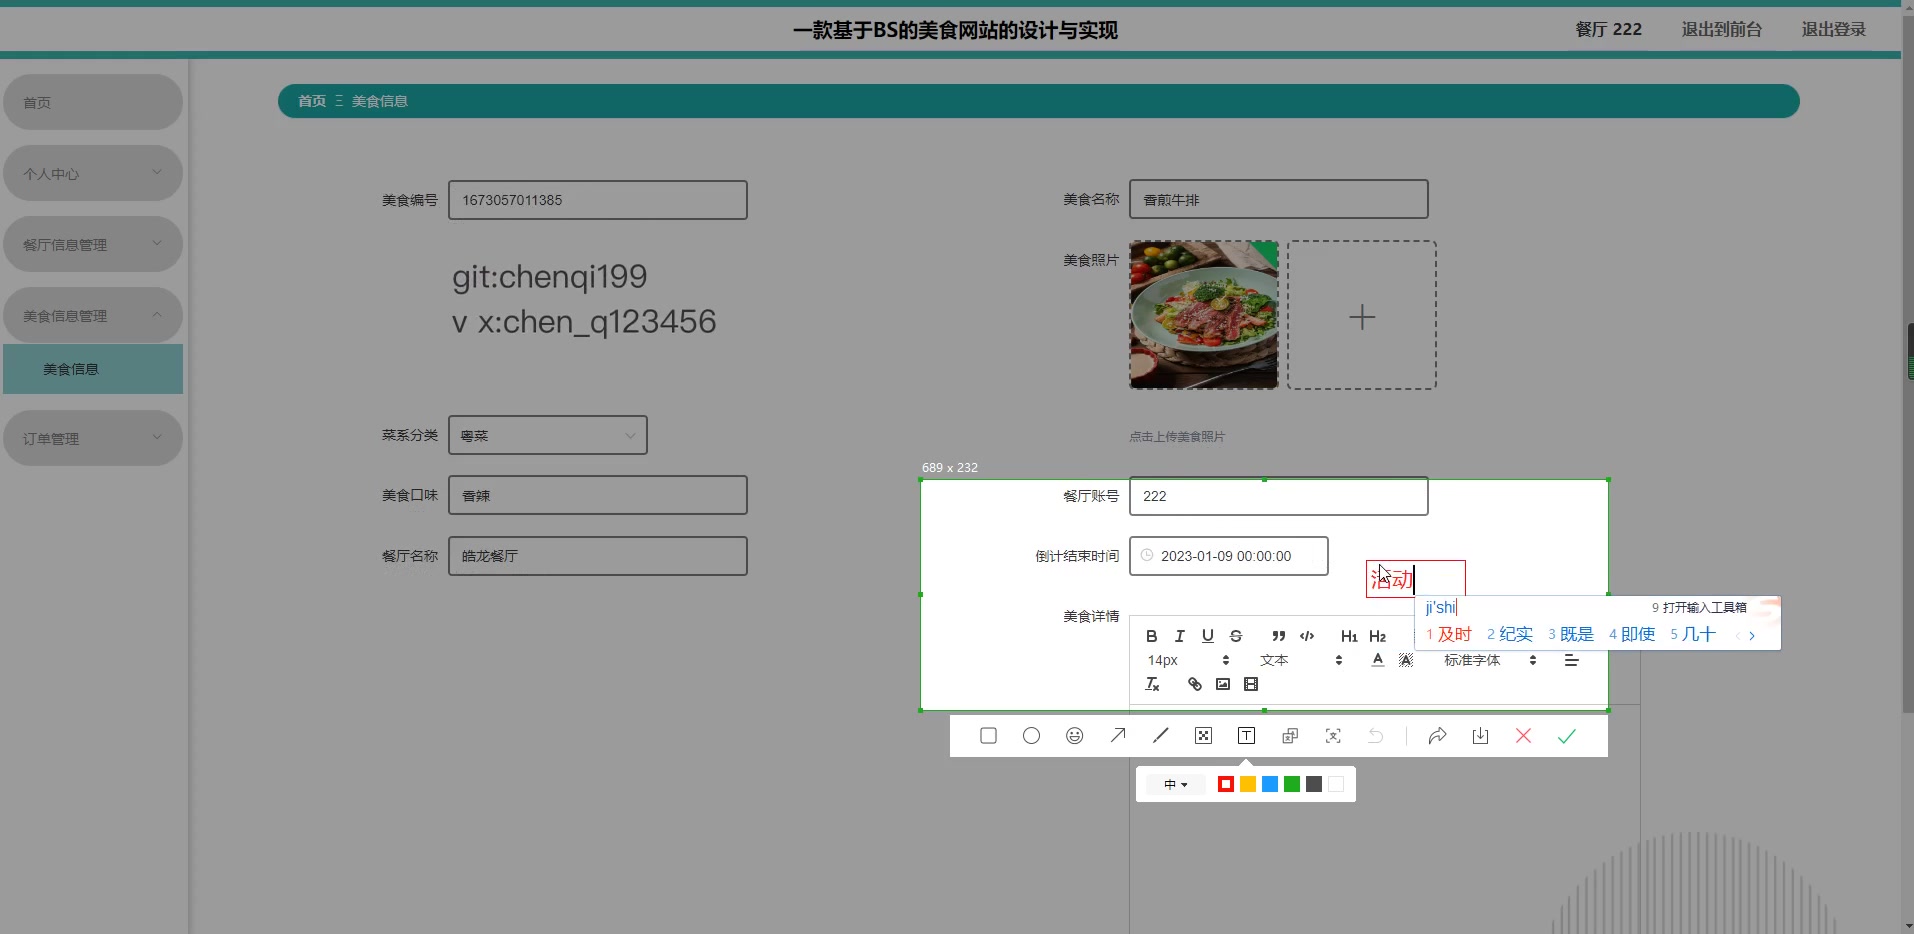 一款基于BS的美食网站的设计与实现
餐厅 222
退出到前台
退出登录
首页
个人中心
餐厅信息管理
美食信息管理
美食信息
订单管理
首页 Ξ 美食信息
美食编号
1673057011385
美食名称
香煎牛排
git:chenqi199
v x:chen_q123456
美食照片
点击上传美食照片
菜系分类
粤菜
689 x 232
美食口味
香辣
餐厅账号
222
餐厅名称
皓龙餐厅
倒计结束时间
2023-01-09 00:00:00
活动
ji'shi
9 打开输入工具箱
1 及时 2 纪实 3 既是 4 即使 5 几十
美食详情
B I U S H1 H2
14px 文本 A A 标准字体
Tx
T
中